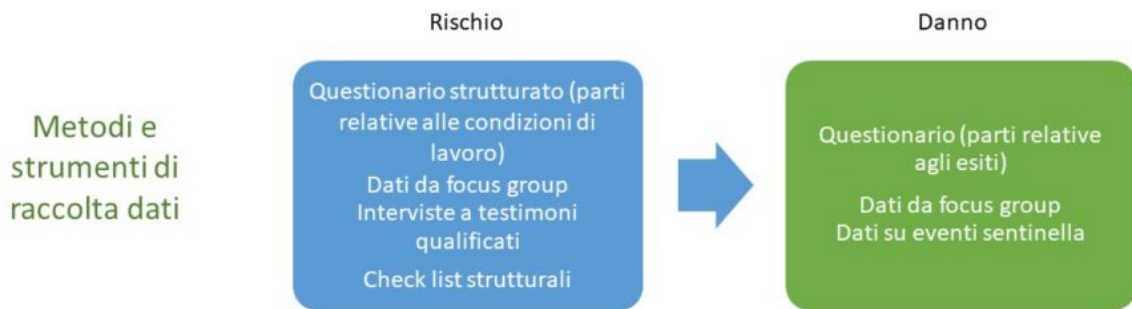 Rischio
Danno
Metodi e
strumenti di
raccolta dati
Questionario strutturato (parti
relative alle condizioni di
lavoro)
Dati da focus group
Interviste a testimoni
qualificati
Check list strutturali
Questionario (parti relative
agli esiti)
Dati da focus group
Dati su eventi sentinella